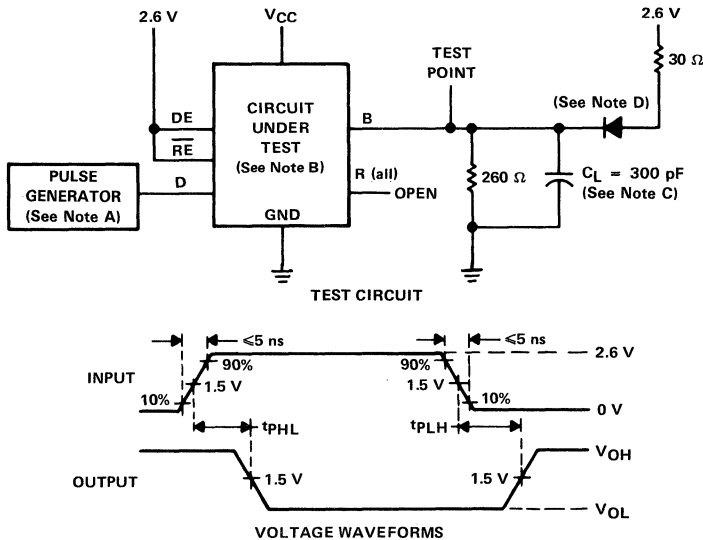 2.6 V
VCC
2.6 V
30 Ω
TEST
POINT
(See Note D)
CIRCUIT
UNDER
TEST
(See Note B)
DE
RE
D
B
R (all)
OPEN
GND
PULSE
GENERATOR
(See Note A)
260 Ω
CL = 300 pF
(See Note C)
TEST CIRCUIT
≤5 ns
≤5 ns
INPUT
90%
90%
2.6 V
1.5 V
1.5 V
10%
10%
0 V
tPHL
tPLH
VOH
OUTPUT
1.5 V
1.5 V
VOL
VOLTAGE WAVEFORMS